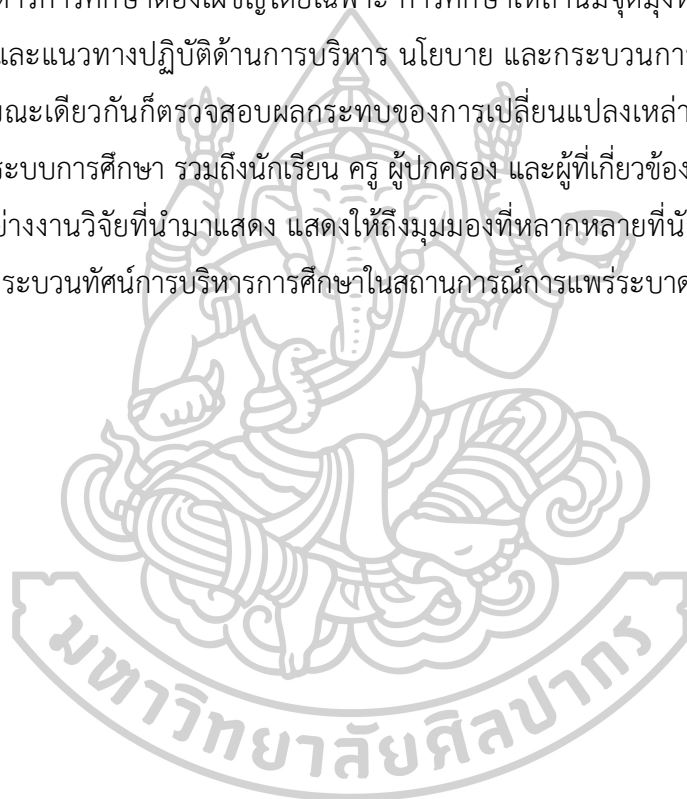 หารการศึกษาต้องเผชิญโดยเฉพาะ การศึกษาเหล่านี้มีจุดมุ่งห
และแนวทางปฏิบัติด้านการบริหาร นโยบาย และกระบวนกา
ขณะเดียวกันก็ตรวจสอบผลกระทบของการเปลี่ยนแปลงเหล่า
ระบบการศึกษา รวมถึงนักเรียน ครู ผู้ปกครอง และผู้ที่เกี่ยวข้อง
ย่างงานวิจัยที่นำมาแสดง แสดงให้ถึงมุมมองที่หลากหลายที่นั
ระบวนทัศน์การบริหารการศึกษาในสถานการณ์การแพร่ระบาด
มหาวิทยาลัยศิลปากร